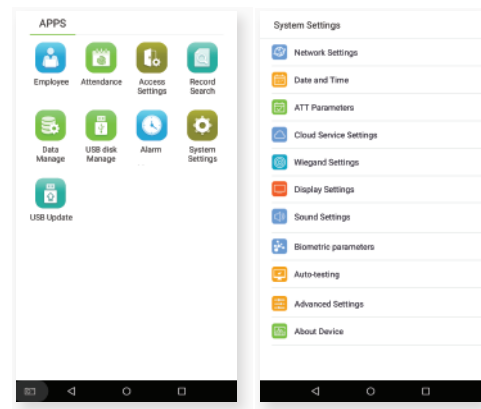 APPS
Employee Attendance Access Settings Record Search
Data Manage USB disk Manage Alarm System Settings
USB Update
System Settings
Network Settings
Date and Time
ATT Parameters
Cloud Service Settings
Wiegand Settings
Display Settings
Sound Settings
Biometric parameters
Auto-testing
Advanced Settings
About Device